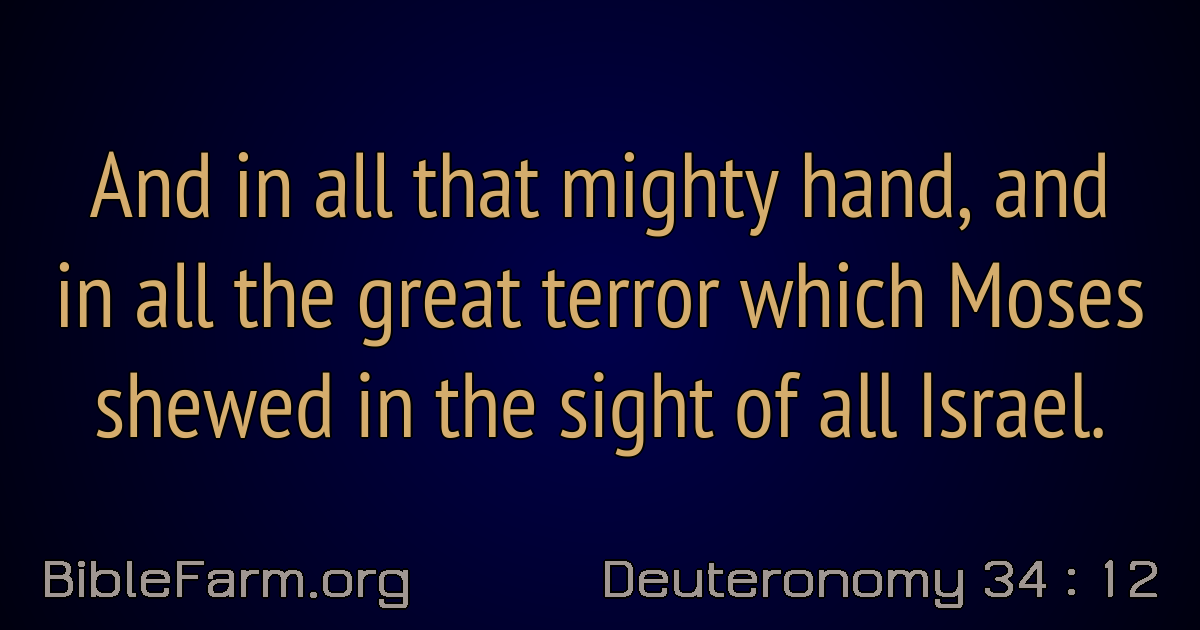 And in all that mighty hand, and
in all the great terror which Moses
shewed in the sight of all Israel.
BibleFarm.org
Deuteronomy 34 : 12